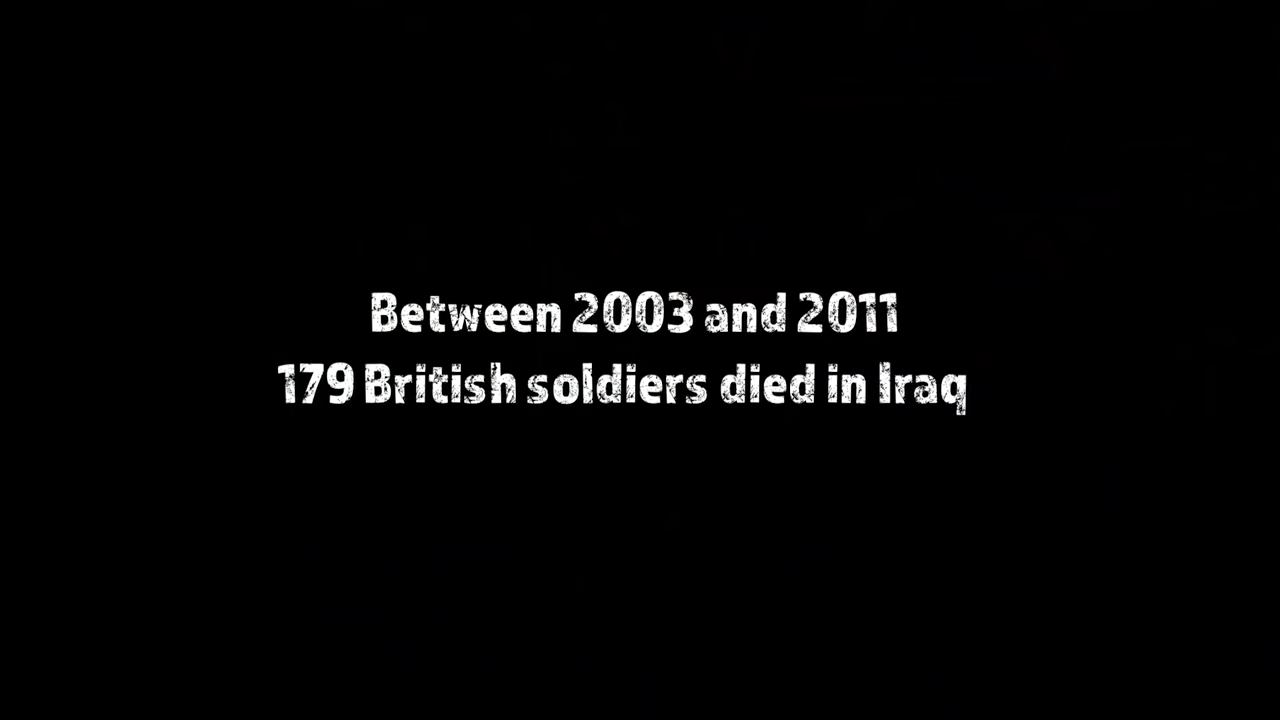 Between 2003 and 2011
179 British soldiers died in Iraq